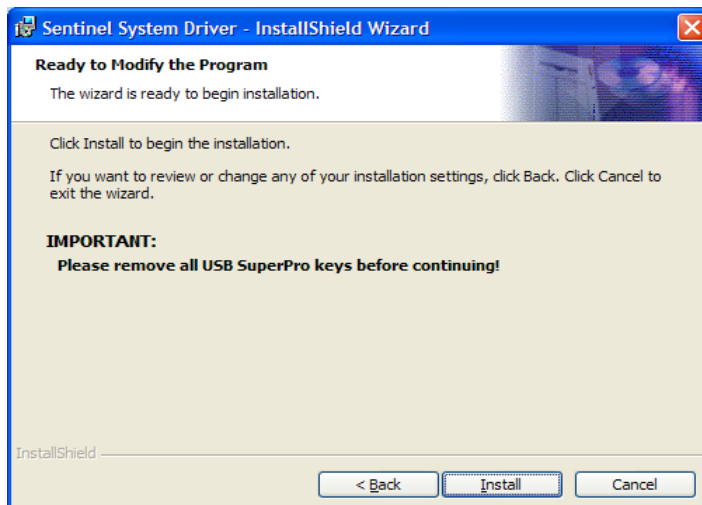 Sentinel System Driver - InstallShield Wizard
Ready to Modify the Program
The wizard is ready to begin installation.
Click Install to begin the installation.
If you want to review or change any of your installation settings, click Back. Click Cancel to
exit the wizard.
IMPORTANT:
Please remove all USB SuperPro keys before continuing!
InstallShield
< Back
Install
Cancel